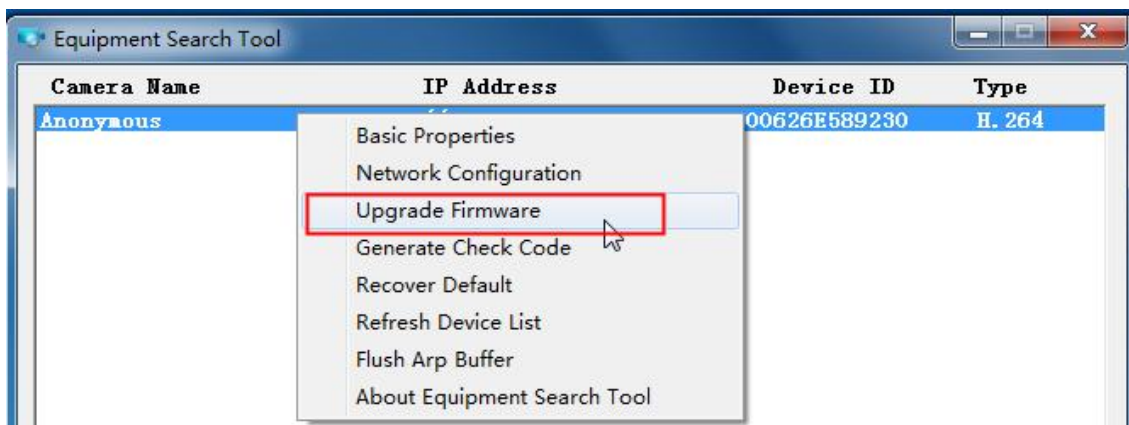 Equipment Search Tool
Camera Name IP Address Device ID Type
Anonymous 00626E589230 H.264
Basic Properties
Network Configuration
Upgrade Firmware
Generate Check Code
Recover Default
Refresh Device List
Flush Arp Buffer
About Equipment Search Tool